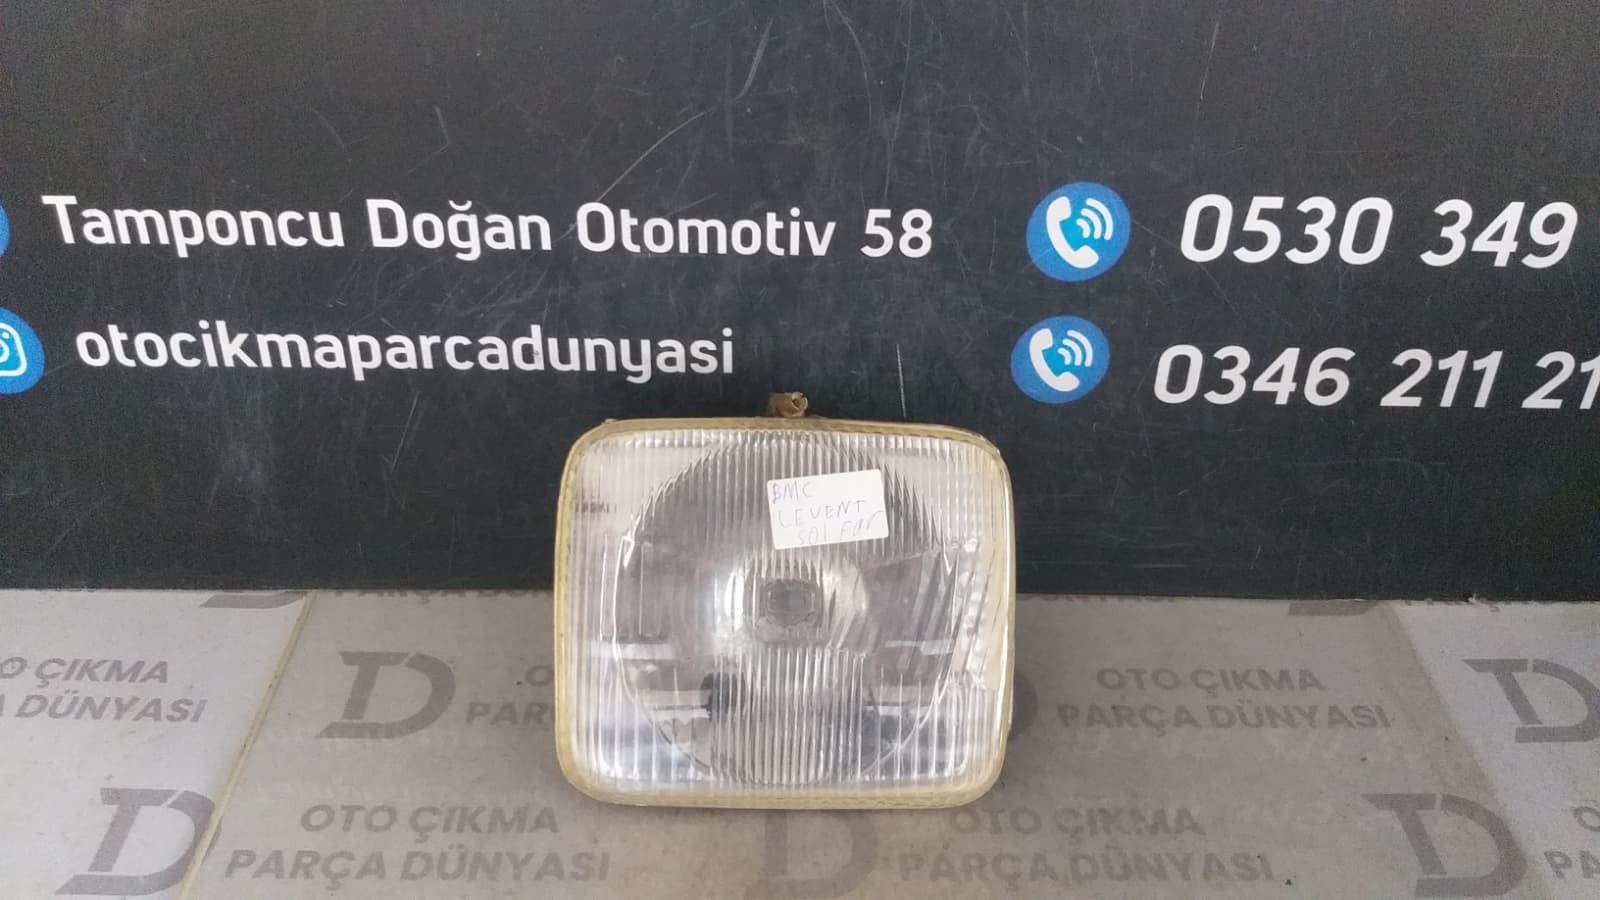 Tamponcu Doğan Otomotiv 58
0530 349
otocikmaparcadunyasi
0346 211 21
BMC
LEVENT
sol far
OTO ÇIKMA
PARÇA DÜNYASI
OTO ÇIKMA
PARÇA DÜNYASI
OTO ÇIKMA
PARÇA DÜNYASI
OTO ÇIKMA
PARÇA DÜNYASI